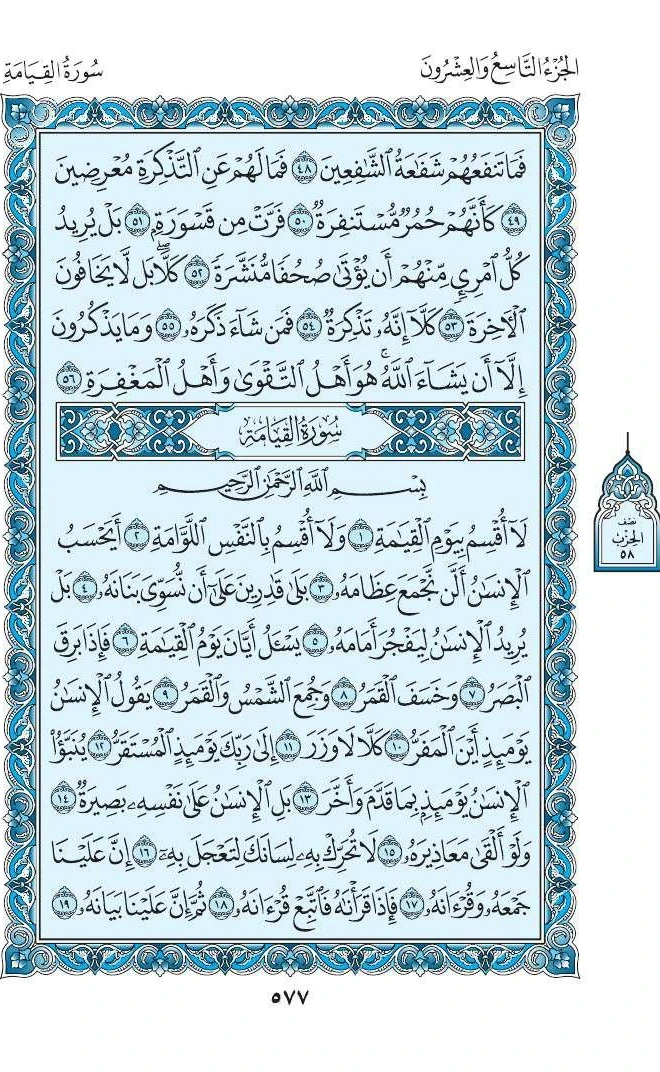 الجُزْءُ التَّاسِعُ وَالعِشْرُونَ
سُورَةُ القِيَامَةِ
فَمَا تَنفَعُهُمْ شَفَٰعَةُ ٱلشَّٰفِعِينَ ٤٨ فَمَا لَهُمْ عَنِ ٱلتَّذْكِرَةِ مُعْرِضِينَ
٤٩ كَأَنَّهُمْ حُمُرٌ مُّسْتَنفِرَةٌ ٥٠ فَرَّتْ مِن قَسْوَرَةٍ ٥١ بَلْ يُرِيدُ
كُلُّ ٱمْرِئٍ مِّنْهُمْ أَن يُؤْتَىٰ صُحُفًا مُّنَشَّرَةً ٥٢ كَلَّاۖ بَل لَّا يَخَافُونَ
ٱلْأَخِرَةَ ٥٣ كَلَّآ إِنَّهُۥ تَذْكِرَةٌ ٥٤ فَمَن شَآءَ ذَكَرَهُۥ ٥٥ وَمَا يَذْكُرُونَ
إِلَّآ أَن يَشَآءَ ٱللَّهُۚ هُوَ أَهْلُ ٱلتَّقْوَىٰ وَأَهْلُ ٱلْمَغْفِرَةِ ٥٦
سُورَةُ القِيَامَةِ
بِسْمِ ٱللَّهِ ٱلرَّحْمَٰنِ ٱلرَّحِيمِ
لَآ أُقْسِمُ بِيَوْمِ ٱلْقِيَٰمَةِ ١ وَلَآ أُقْسِمُ بِٱلنَّفْسِ ٱللَّوَّامَةِ ٢ أَيَحْسَبُ
ٱلْإِنسَٰنُ أَلَّن نَّجْمَعَ عِظَامَهُۥ ٣ بَلَىٰ قَٰدِرِينَ عَلَىٰٓ أَن نُّسَوِّىَ بَنَانَهُۥ ٤ بَلْ
يُرِيدُ ٱلْإِنسَٰنُ لِيَفْجُرَ أَمَامَهُۥ ٥ يَسْـَٔلُ أَيَّانَ يَوْمُ ٱلْقِيَٰمَةِ ٦ فَإِذَا بَرِقَ
ٱلْبَصَرُ ٧ وَخَسَفَ ٱلْقَمَرُ ٨ وَجُمِعَ ٱلشَّمْسُ وَٱلْقَمَرُ ٩ يَقُولُ ٱلْإِنسَٰنُ
يَوْمَئِذٍ أَيْنَ ٱلْمَفَرُّ ١٠ كَلَّا لَا وَزَرَ ١١ إِلَىٰ رَبِّكَ يَوْمَئِذٍ ٱلْمُسْتَقَرُّ ١٢ يُنَبَّؤُا۟
ٱلْإِنسَٰنُ يَوْمَئِذٍۭ بِمَا قَدَّمَ وَأَخَّرَ ١٣ بَلِ ٱلْإِنسَٰنُ عَلَىٰ نَفْسِهِۦ بَصِيرَةٌ ١٤
وَلَوْ أَلْقَىٰ مَعَاذِيرَهُۥ ١٥ لَا تُحَرِّكْ بِهِۦ لِسَانَكَ لِتَعْجَلَ بِهِۦٓ ١٦ إِنَّ عَلَيْنَا
جَمْعَهُۥ وَقُرْءَانَهُۥ ١٧ فَإِذَا قَرَأْنَٰهُ فَٱتَّبِعْ قُرْءَانَهُۥ ١٨ ثُمَّ إِنَّ عَلَيْنَا بَيَانَهُۥ ١٩
نصف
الحزب
٥٨
٥٧٧